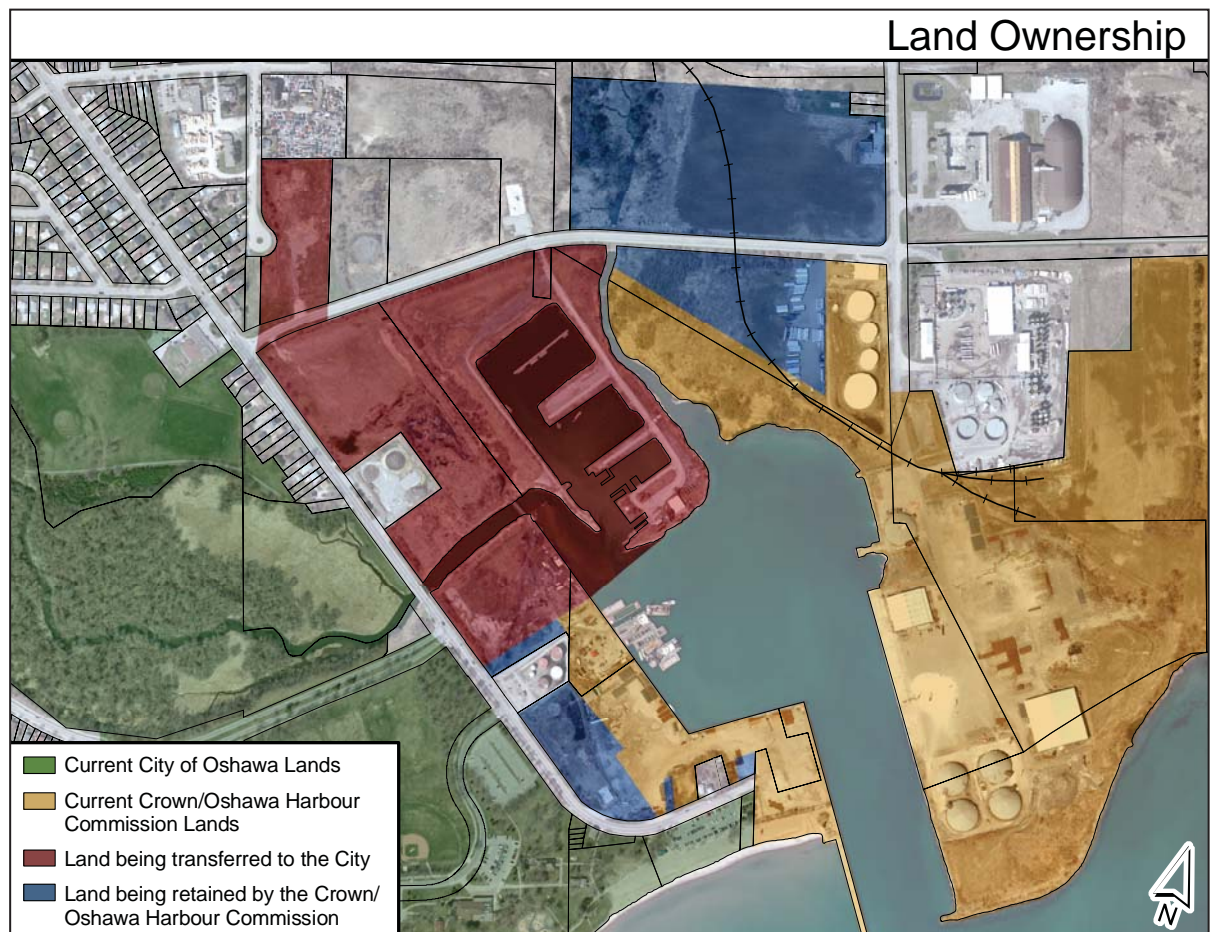 Land Ownership
Current City of Oshawa Lands
Current Crown/Oshawa Harbour
Commission Lands
Land being transferred to the City
Land being retained by the Crown/
Oshawa Harbour Commission
N